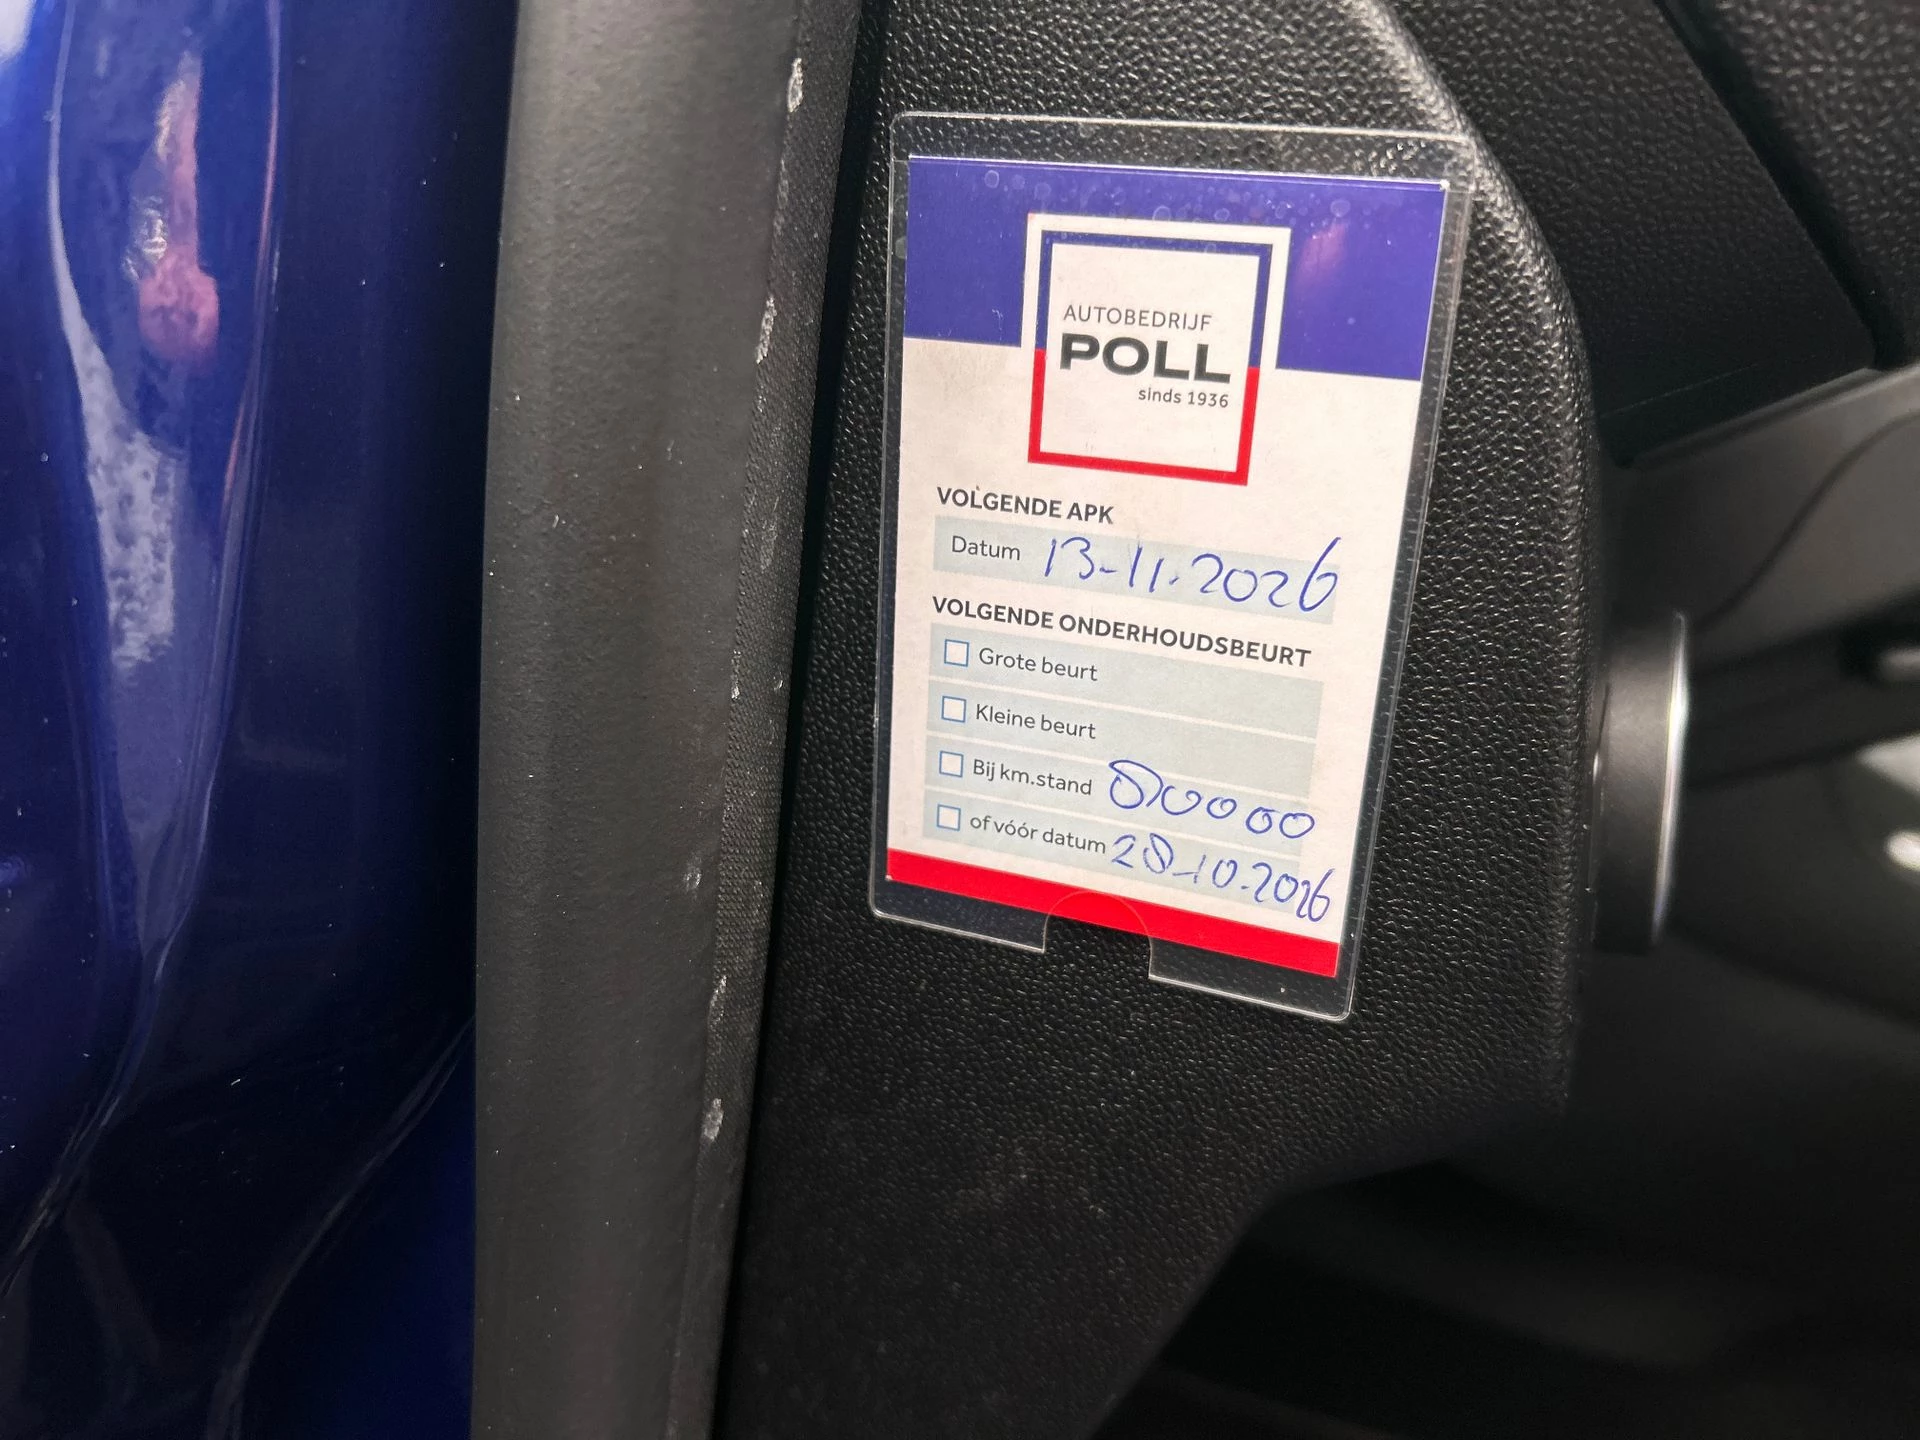 AUTOBEDRIJF
POLL
sinds 1936
VOLGENDE APK
Datum 13-11-2026
VOLGENDE ONDERHOUDSBEURT
Grote beurt
Kleine beurt
Bij km.stand 80000
of vóór datum 28-10-2026